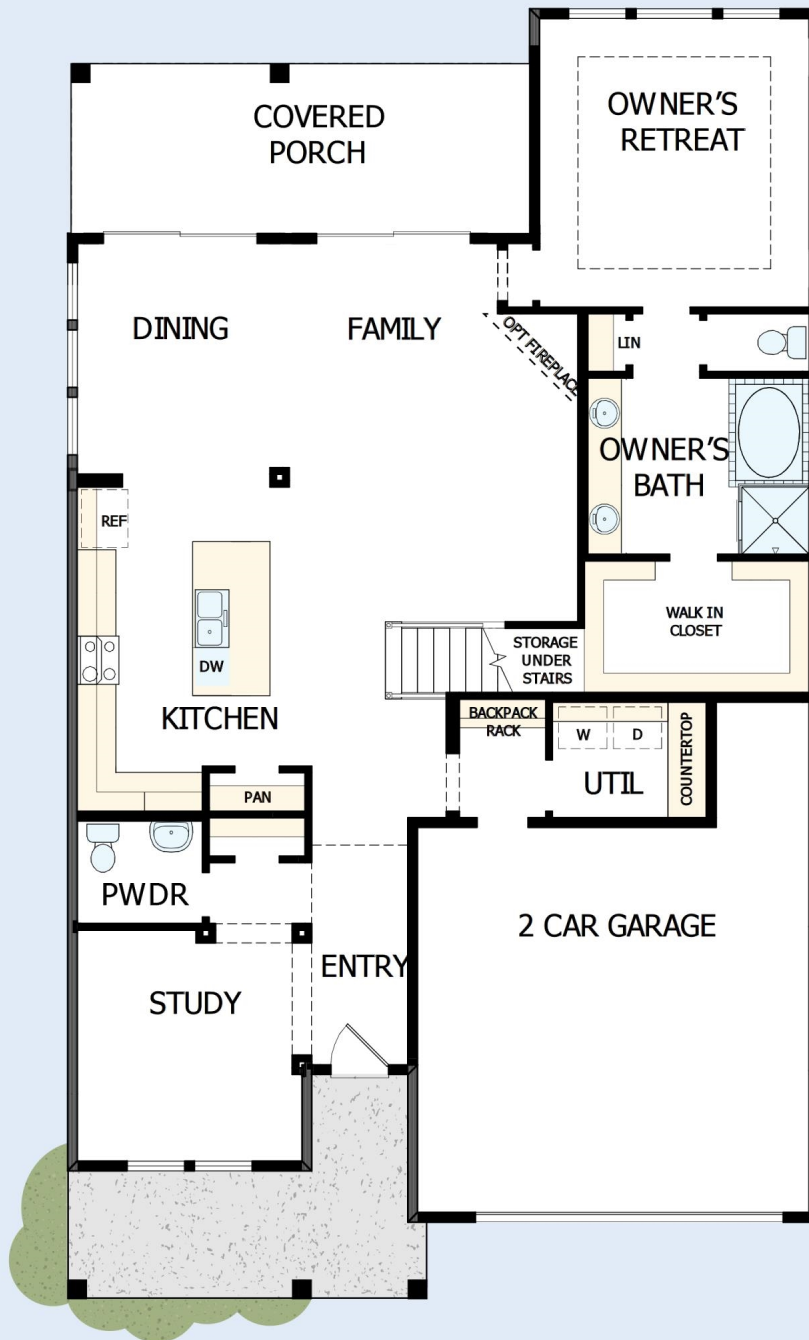 COVERED
PORCH
OWNER'S
RETREAT
DINING
FAMILY
OPT FIREPLACE
LIN
OWNER'S
BATH
REF
DW
WALK IN
CLOSET
STORAGE
UNDER
STAIRS
KITCHEN
BACKPACK
RACK
W
D
COUNTERTOP
UTIL
PAN
PWDR
2 CAR GARAGE
ENTRY
STUDY